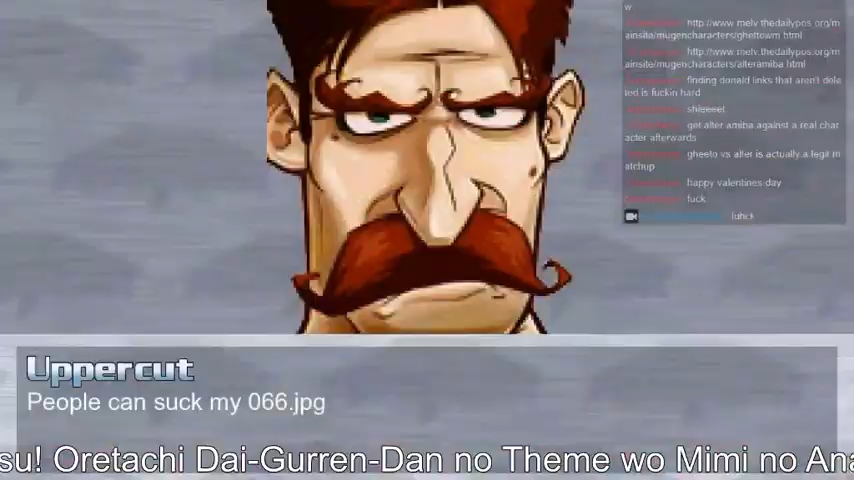 w
http://www.melv.thedailypos.org/m
ainsite/mugencharacters/ghettowm.html
http://www.melv.thedailypos.org/m
ainsite/mugencharacters/alteramiba.html
finding donald links that aren't dele
ted is fuckin hard
shleeeet
get alter amiba against a real char
acter afterwards
gheeto vs alter is actually a legit m
atchup
happy valentines day
fuck
Uppercut
People can suck my 066.jpg
su! Oretachi Dai-Gurren-Dan no Theme wo Mimi no Ana